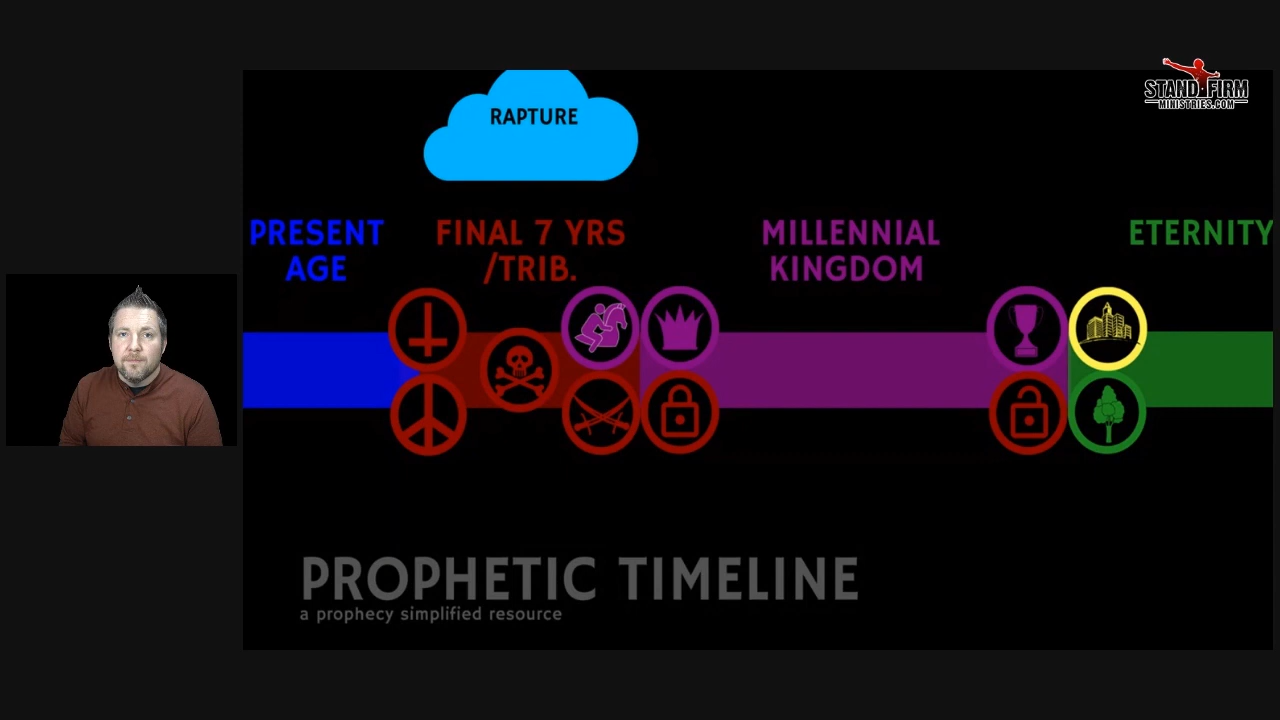 RAPTURE
STAND FIRM
MINISTRIES.COM
PRESENT
AGE
FINAL 7 YRS
/TRIB.
MILLENNIAL
KINGDOM
ETERNITY
PROPHETIC TIMELINE
a prophecy simplified resource